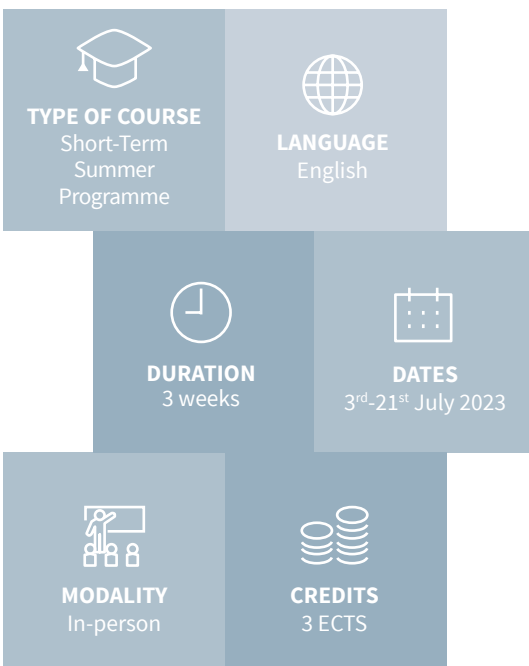 TYPE OF COURSE
Short-Term
Summer
Programme
LANGUAGE
English
DURATION
3 weeks
DATES
3rd-21st July 2023
MODALITY
In-person
CREDITS
3 ECTS